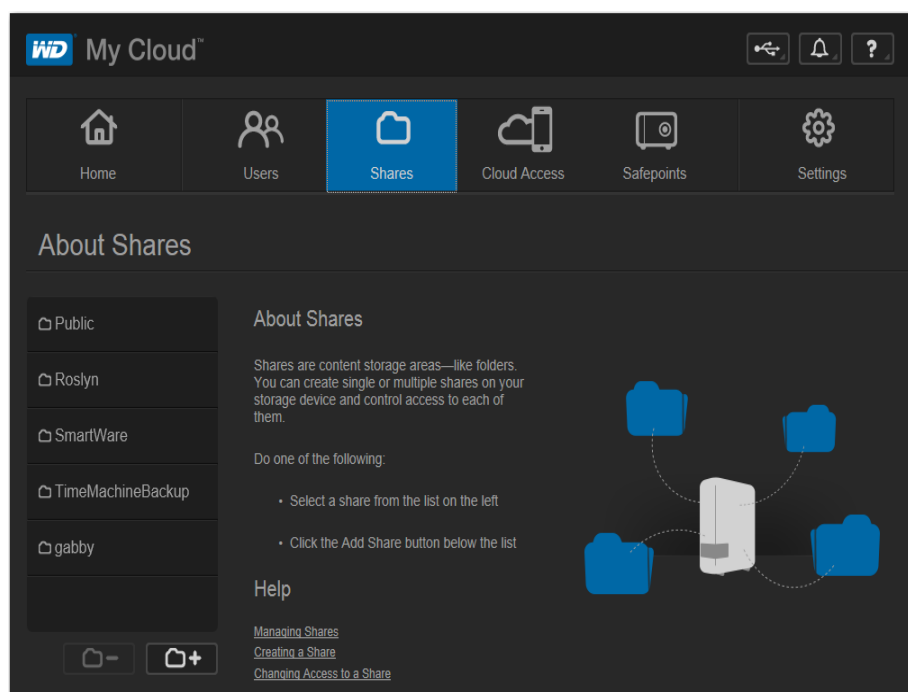 WD My Cloud™
?
Home Users Shares Cloud Access Safepoints Settings
About Shares
Public
Roslyn
SmartWare
TimeMachineBackup
gabby
About Shares
Shares are content storage areas—like folders.
You can create single or multiple shares on your
storage device and control access to each of
them.
Do one of the following:
• Select a share from the list on the left
• Click the Add Share button below the list
Help
Managing Shares
Creating a Share
Changing Access to a Share